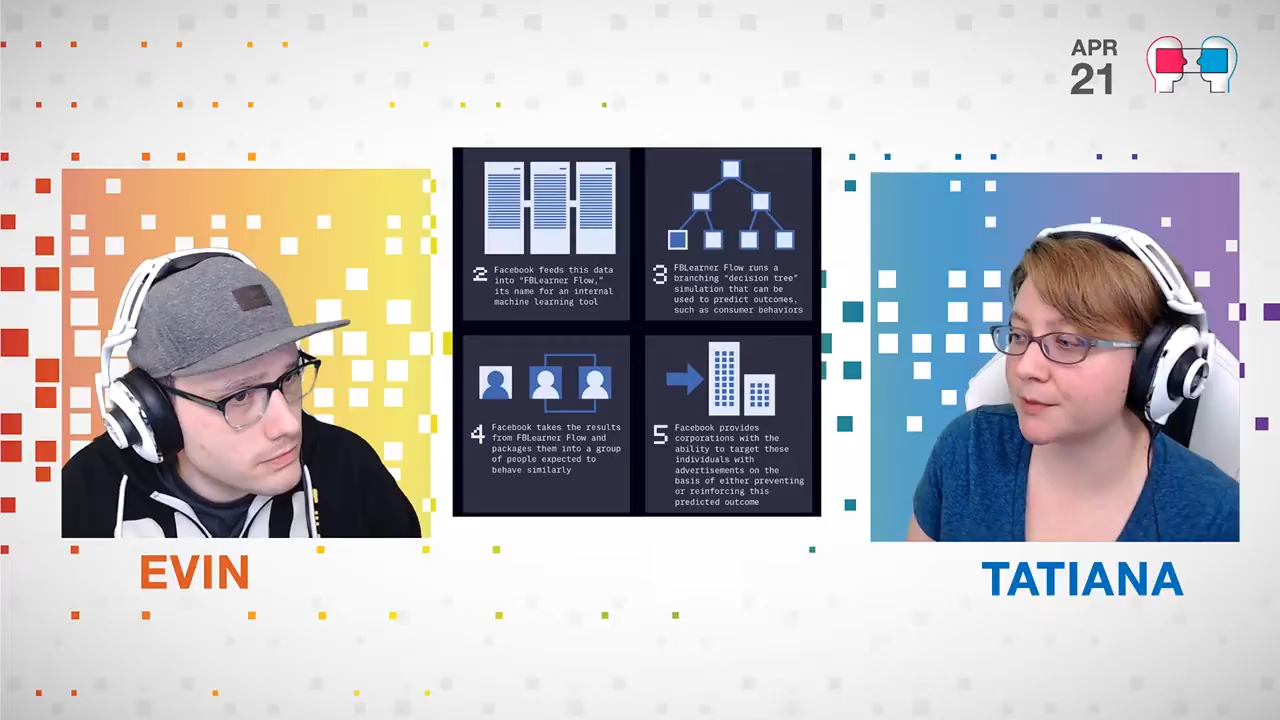 APR
21
2 Facebook feeds this data
into "FBLearner Flow,"
its name for an internal
machine learning tool
3 FBLearner Flow runs a
branching "decision tree"
simulation that can be
used to predict outcomes,
such as consumer behaviors
4 Facebook takes the results
from FBLearner Flow and
packages them into a group
of people expected to
behave similarly
5 Facebook provides
corporations with the
ability to target these
individuals with
advertisements on the
basis of either preventing
or reinforcing this
predicted outcome
EVIN
TATIANA